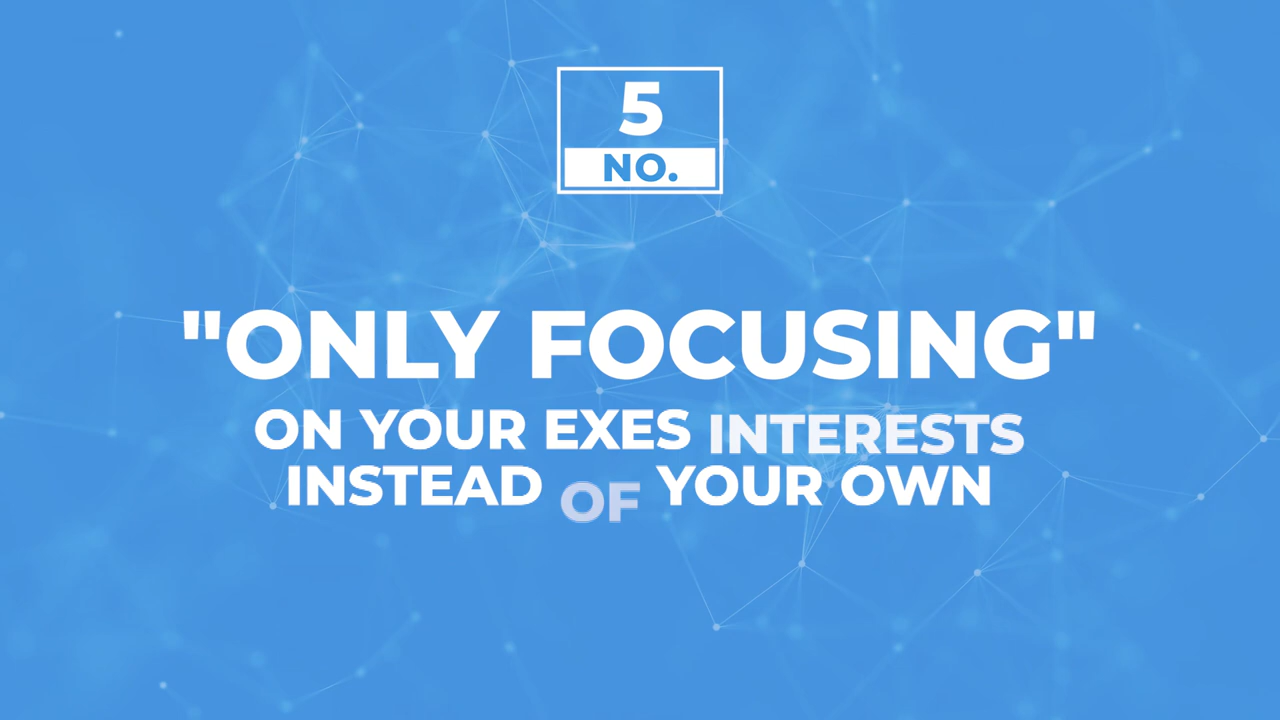 5
NO.
"ONLY FOCUSING"
ON YOUR EXES INTERESTS
INSTEAD OF YOUR OWN